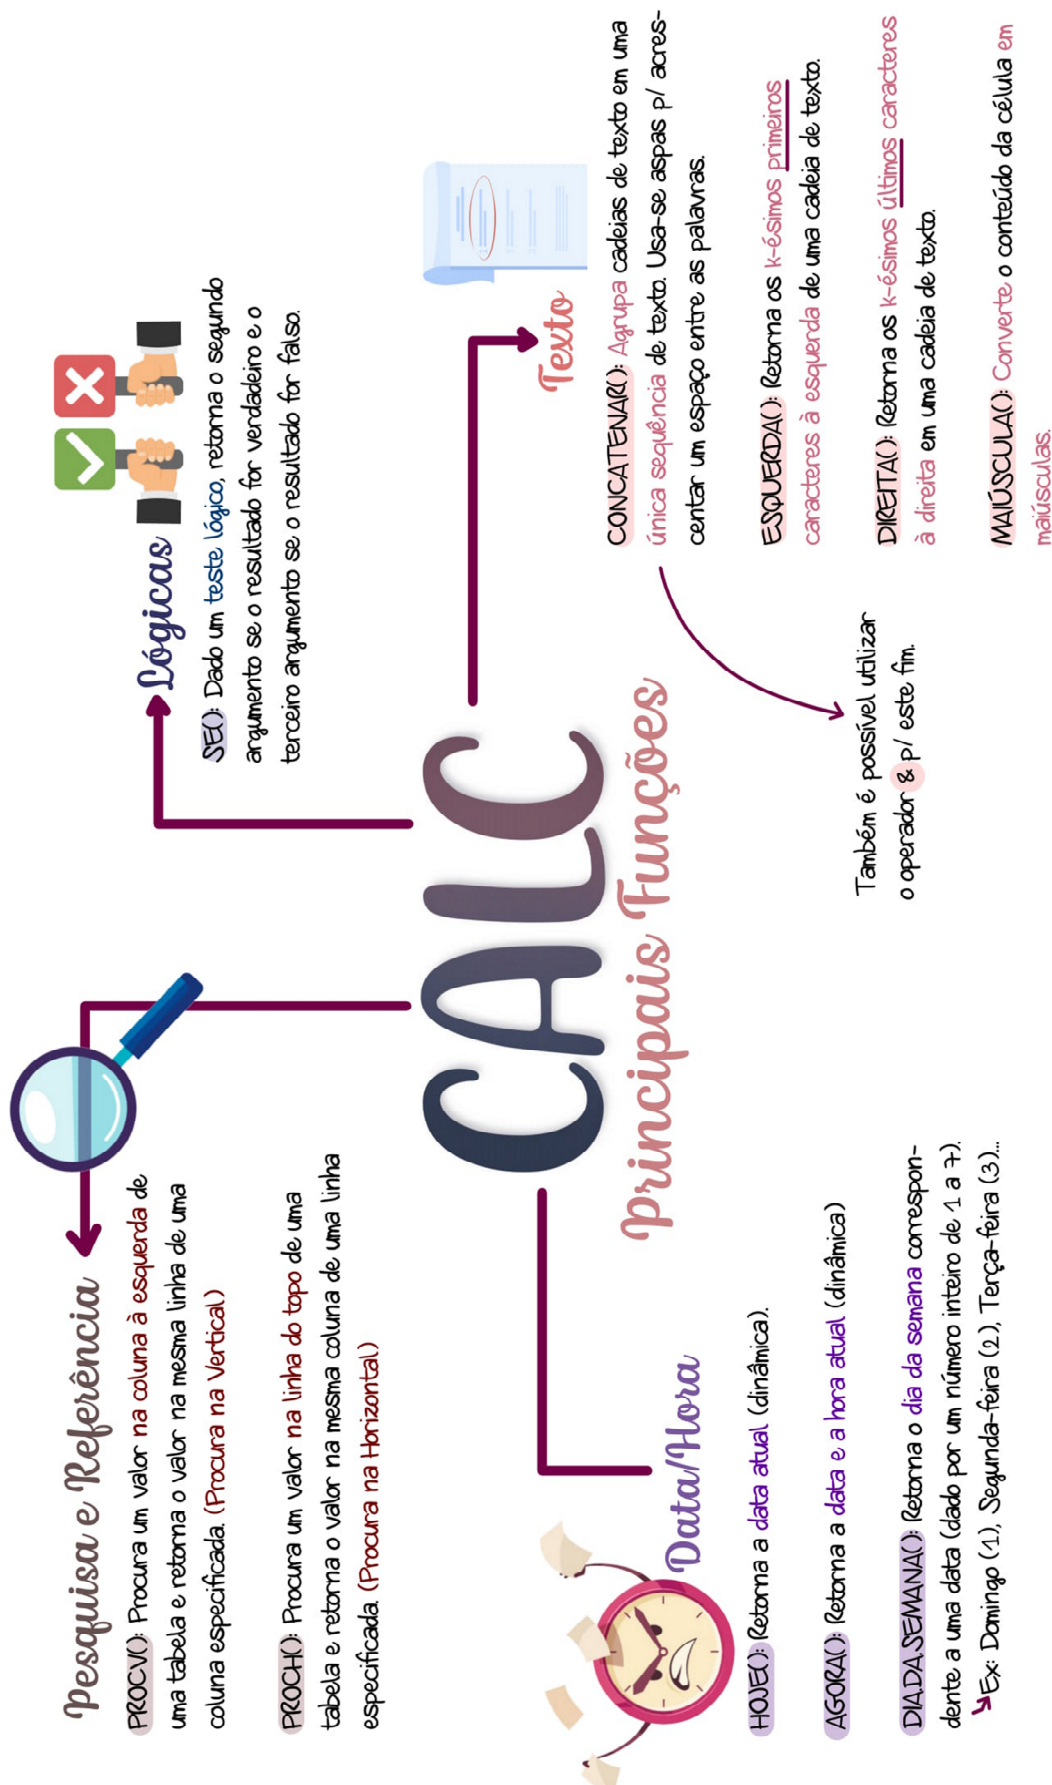 CALC
Principais Funções
Pesquisa e Referência
PROCV(): Procura um valor na coluna à esquerda de
uma tabela e retorna o valor na mesma linha de uma
coluna especificada. (Procura na Vertical)
PROCH(): Procura um valor na linha do topo de uma
tabela e retorna o valor na mesma coluna de uma linha
especificada. (Procura na Horizontal)
Lógicas
SE(): Dado um teste lógico, retorna o segundo
argumento se o resultado for verdadeiro e o
terceiro argumento se o resultado for falso.
Data/Hora
HOJE(): Retorna a data atual (dinâmica).
AGORA(): Retorna a data e a hora atual (dinâmica)
DIA.DA.SEMANA(): Retorna o dia da semana correspon-
dente a uma data (dado por um número inteiro de 1 a 7).
Ex: Domingo (1), Segunda-feira (2), Terça-feira (3)...
Texto
CONCATENAR(): Agrupa cadeias de texto em uma
única sequência de texto. Usa-se aspas p/ acres-
centar um espaço entre as palavras.
Também é possível utilizar
o operador & p/ este fim.
ESQUERDA(): Retorna os k-ésimos primeiros
caracteres à esquerda de uma cadeia de texto.
DIREITA(): Retorna os k-ésimos últimos caracteres
à direita em uma cadeia de texto.
MAIÚSCULA(): Converte o conteúdo da célula em
maiúsculas.